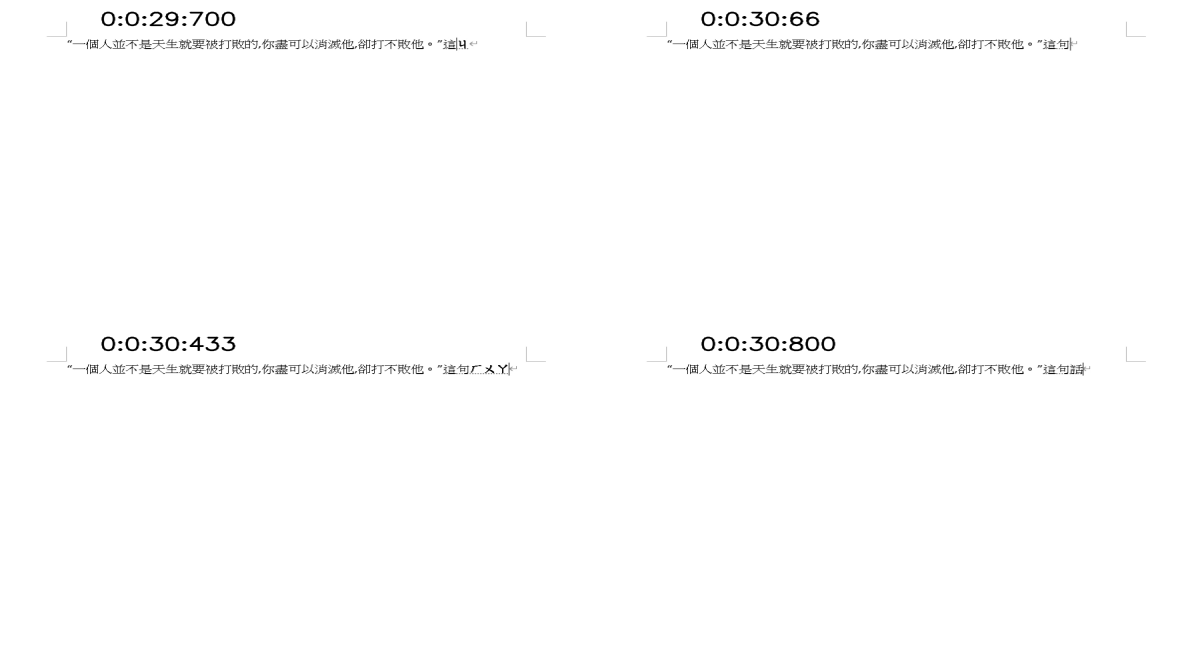 0:0:29:700
“一個人並不是天生就要被打敗的,你盡可以消滅他,卻打不敗他。”這ㄐ
0:0:30:66
“一個人並不是天生就要被打敗的,你盡可以消滅他,卻打不敗他。”這句
0:0:30:433
“一個人並不是天生就要被打敗的,你盡可以消滅他,卻打不敗他。”這句ㄏㄨㄚ
0:0:30:800
“一個人並不是天生就要被打敗的,你盡可以消滅他,卻打不敗他。”這句話